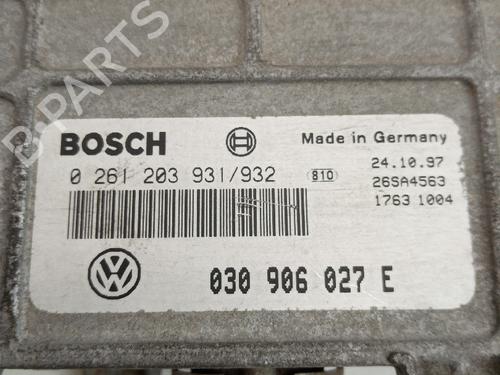 B-PARTS
BOSCH
Made in Germany
0 261 203 931/932
810
24.10.97
26SA4563
1763 1004
VW
030 906 027 E